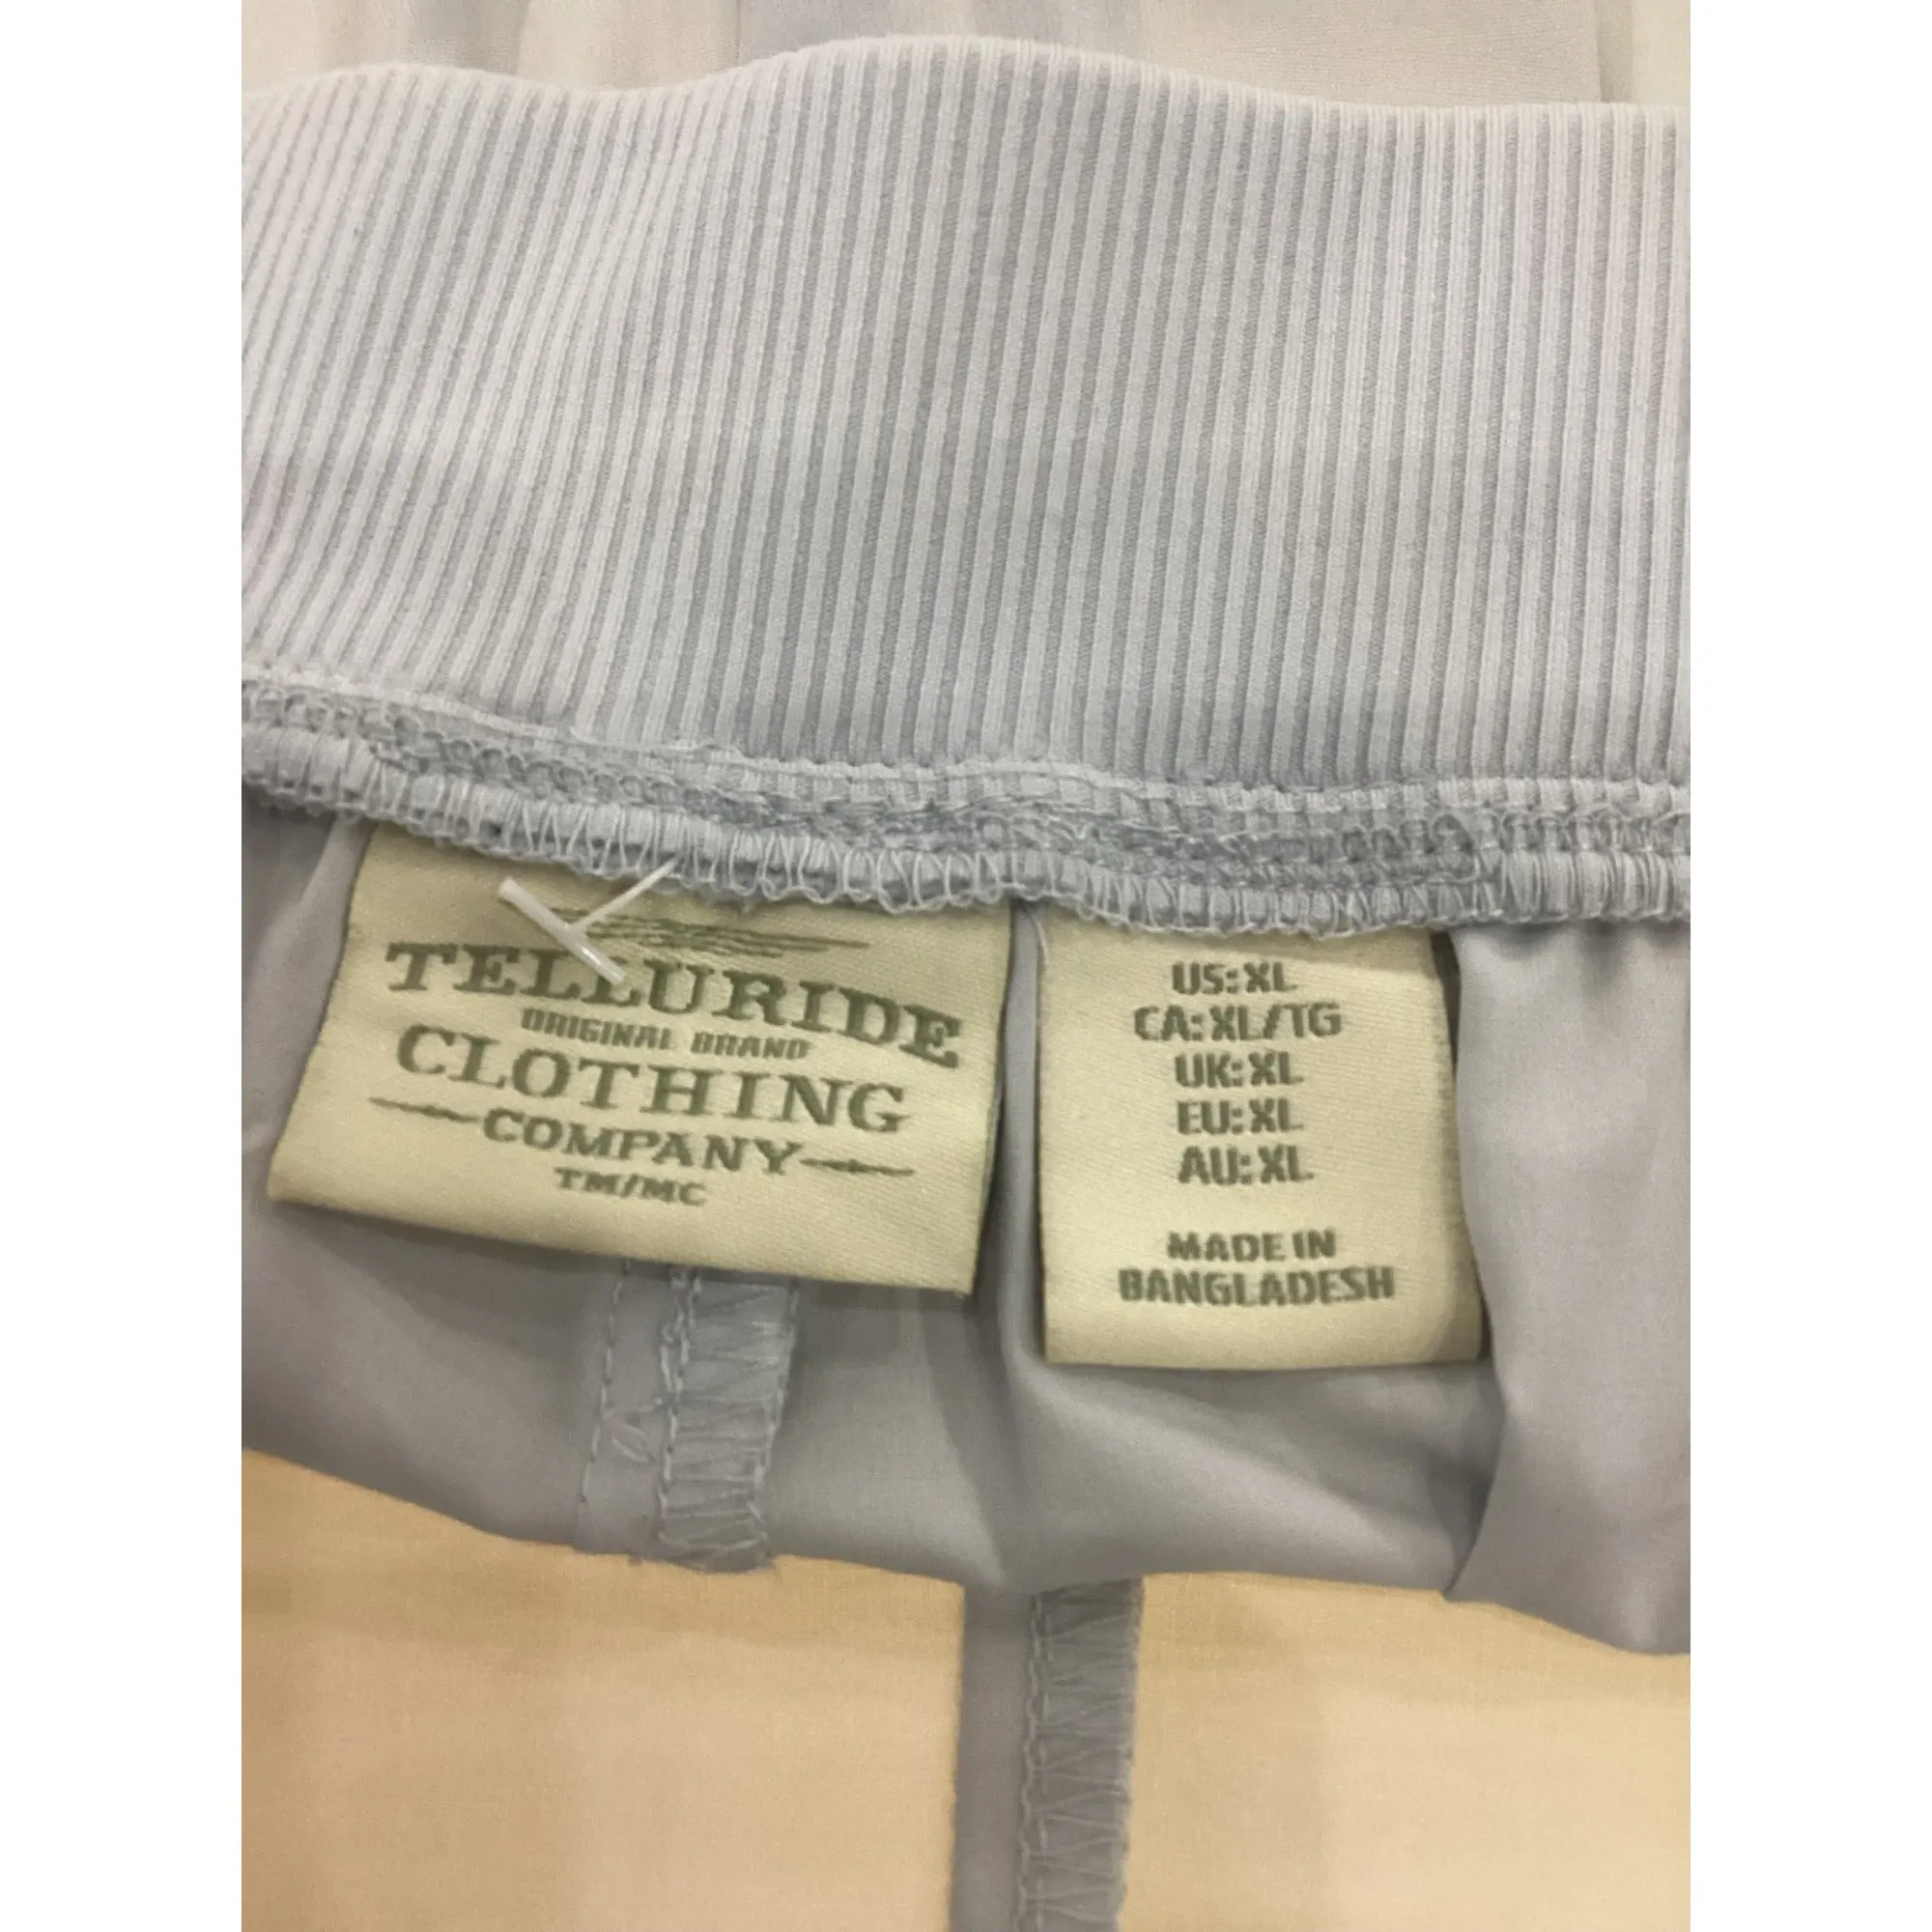 TELLURIDE
ORIGINAL BRAND
CLOTHING
COMPANY
TM/MC
US:XL
CA:XL/TG
UK:XL
EU:XL
AU:XL
MADE IN
BANGLADESH